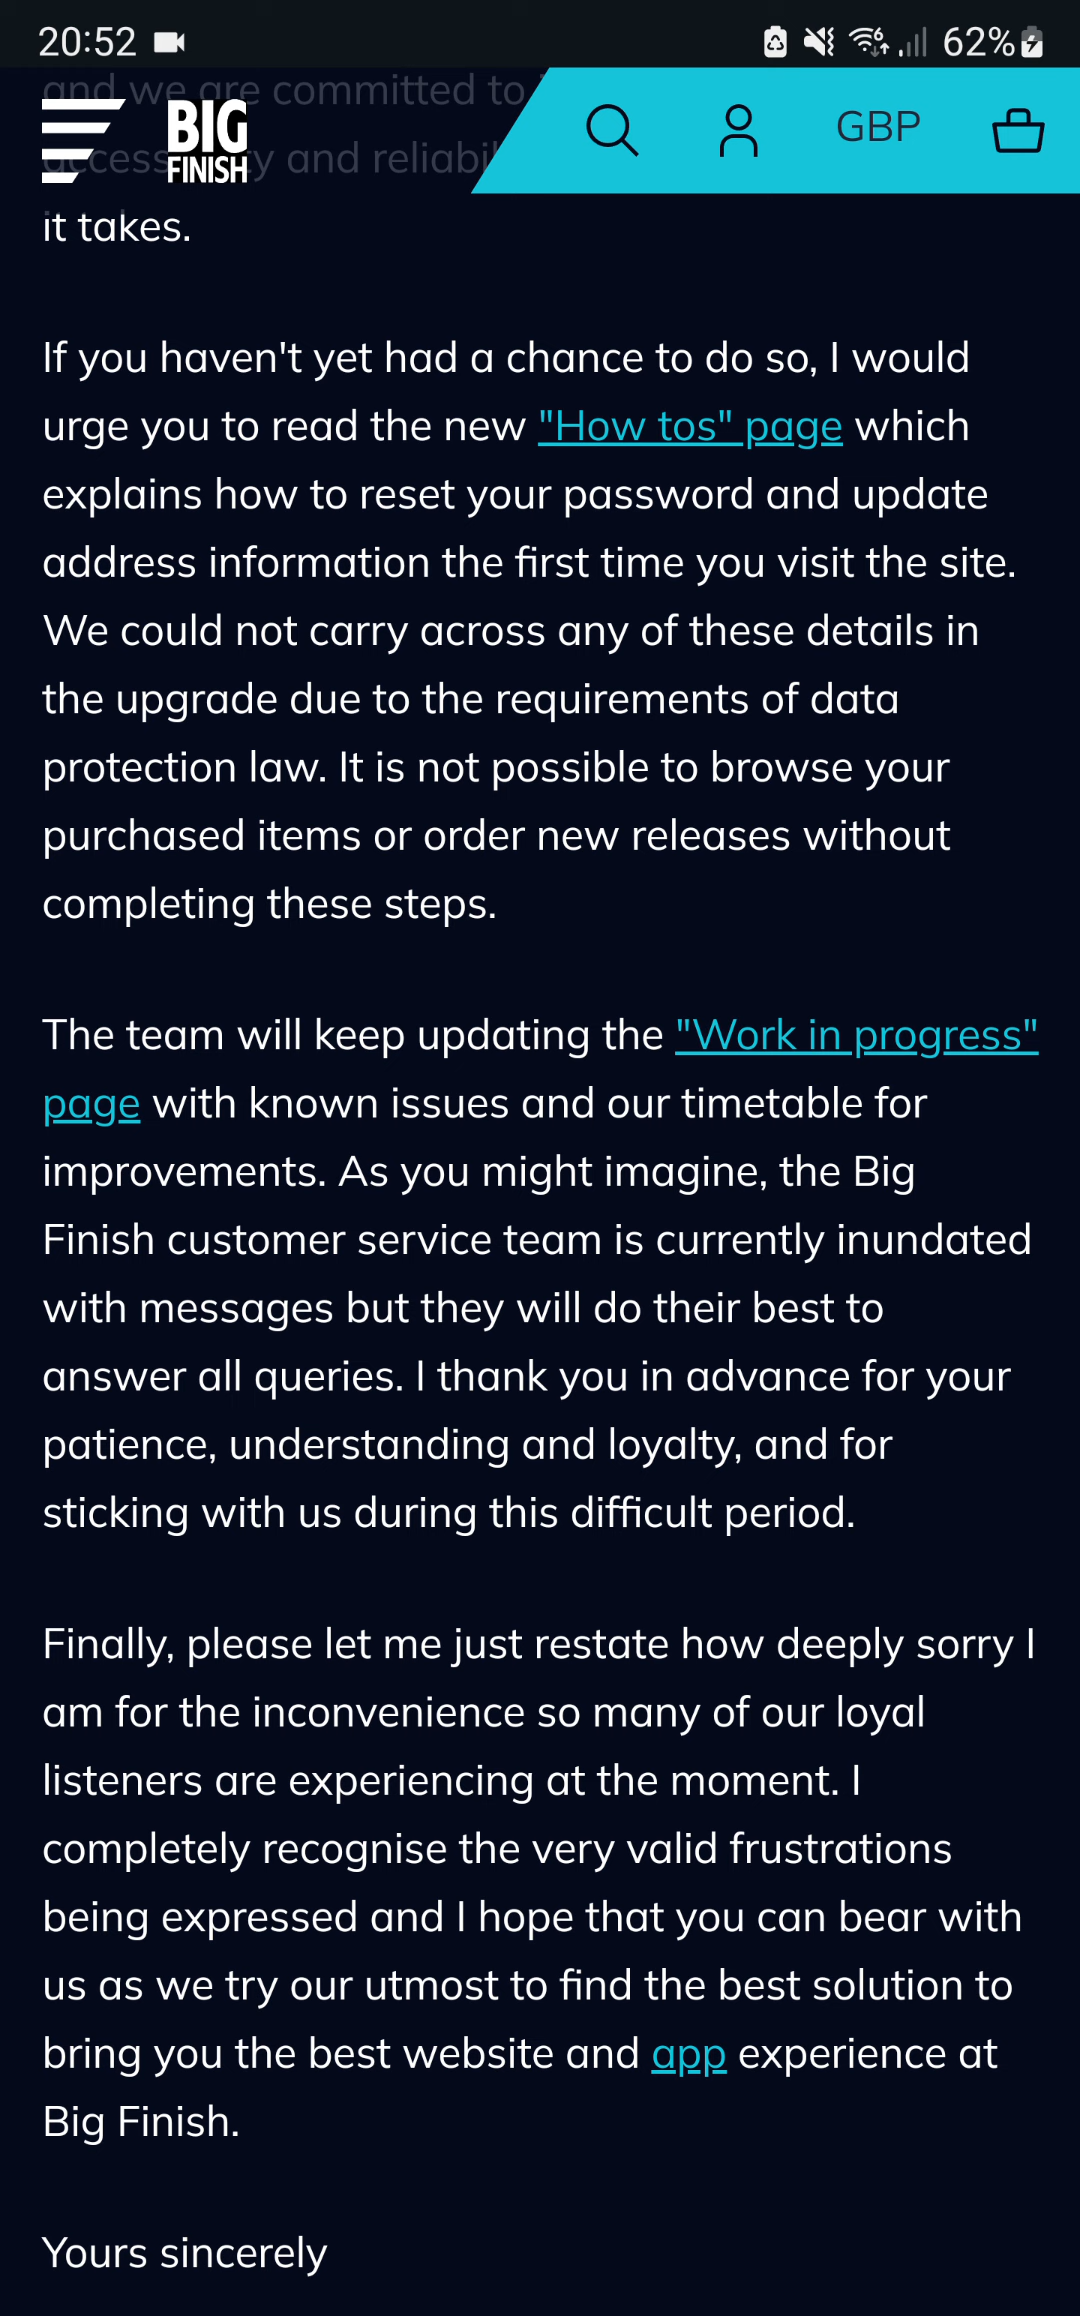 20:52 62%
and we are committed to
BIG GBP
and reliabi
FINISH
it takes.
If you haven't yet had a chance to do so, I would
urge you to read the new "How tos" page which
explains how to reset your password and update
address information the first time you visit the site.
We could not carry across any of these details in
the upgrade due to the requirements of data
protection law. It is not possible to browse your
purchased items or order new releases without
completing these steps.
The team will keep updating the "Work in progress"
page with known issues and our timetable for
improvements. As you might imagine, the Big
Finish customer service team is currently inundated
with messages but they will do their best to
answer all queries. I thank you in advance for your
patience, understanding and loyalty, and for
sticking with us during this difficult period.
Finally, please let me just restate how deeply sorry I
am for the inconvenience so many of our loyal
listeners are experiencing at the moment. I
completely recognise the very valid frustrations
being expressed and I hope that you can bear with
us as we try our utmost to find the best solution to
bring you the best website and app experience at
Big Finish.
Yours sincerely